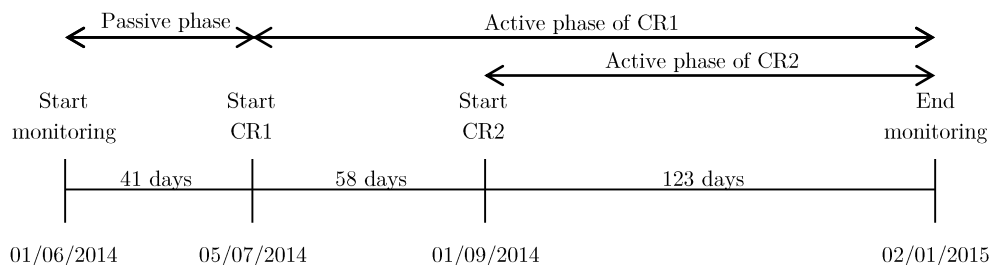 Passive phase
Active phase of CR1
Active phase of CR2
Start
monitoring
Start
CR1
Start
CR2
End
monitoring
41 days
58 days
123 days
01/06/2014
05/07/2014
01/09/2014
02/01/2015